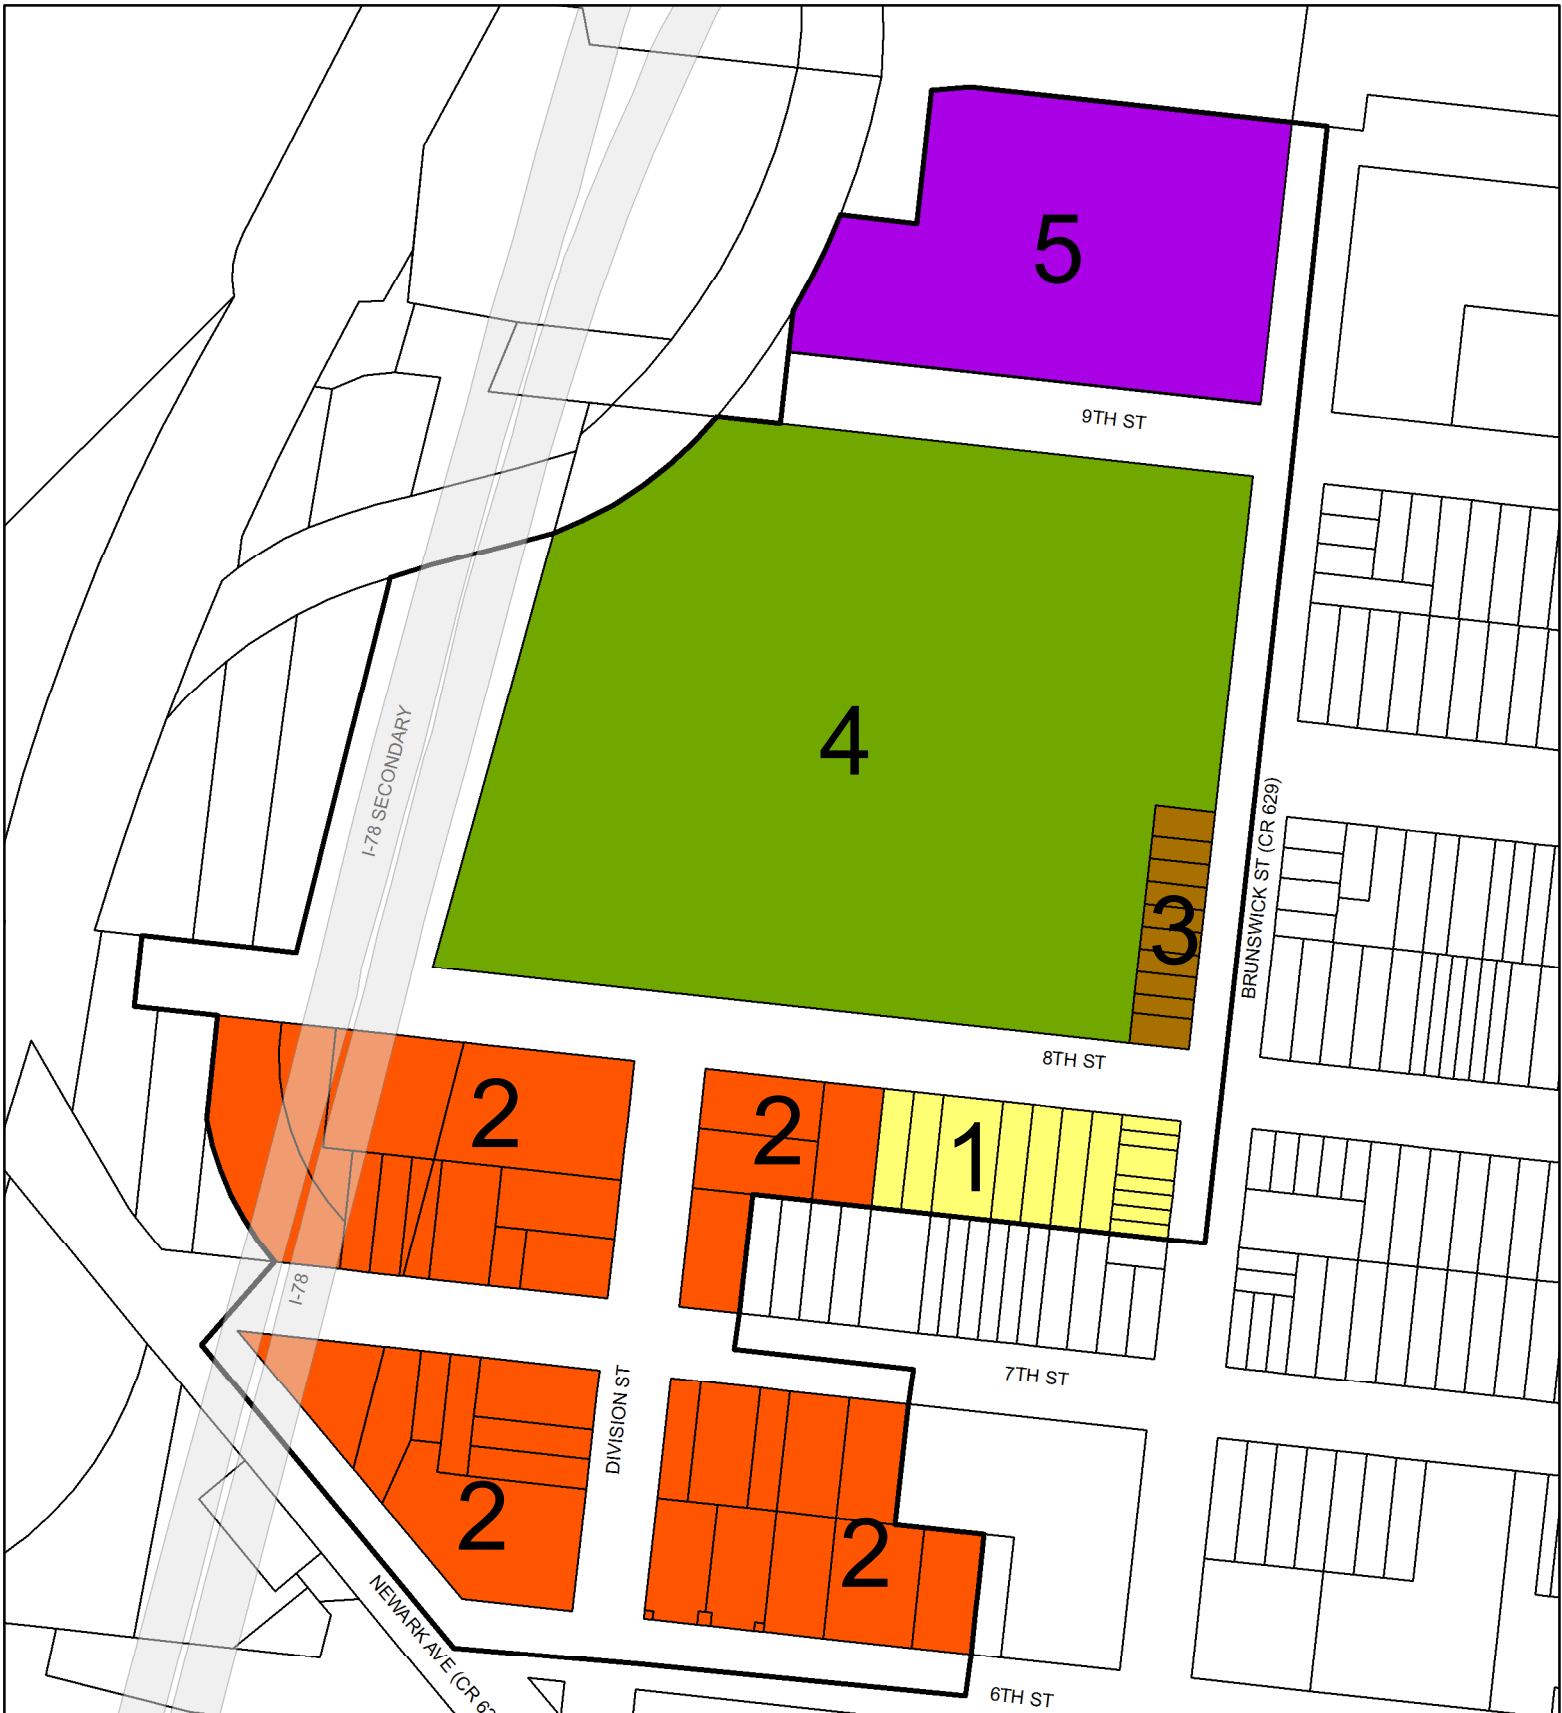 5
9TH ST
4
I-78 SECONDARY
BRUNSWICK ST (CR 629)
3
8TH ST
2
2
1
I-78
7TH ST
DIVISION ST
2
2
NEWARK AVE (CR 6
6TH ST